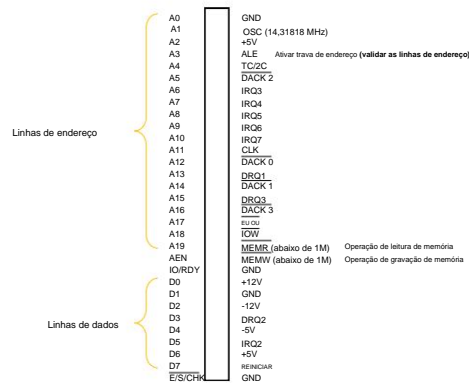 A0 GND
A1 OSC (14,31818 MHz)
A2 +5V
A3 ALE Ativar trava de endereço (validar as linhas de endereço)
A4 TC/2C
A5 DACK 2
A6 IRQ3
A7 IRQ4
A8 IRQ5
A9 IRQ6
Linhas de endereço
A10 IRQ7
A11 CLK
A12 DACK 0
A13 DRQ1
A14 DACK 1
A15 DRQ3
A16 DACK 3
A17 EU OU
A18 IOW
A19 MEMR (abaixo de 1M) Operação de leitura de memória
AEN MEMW (abaixo de 1M) Operação de gravação de memória
IO/RDY GND
D0 +12V
D1 GND
D2 -12V
Linhas de dados
D3 DRQ2
D4 -5V
D5 IRQ2
D6 +5V
D7 REINICIAR
E/S/CHK GND